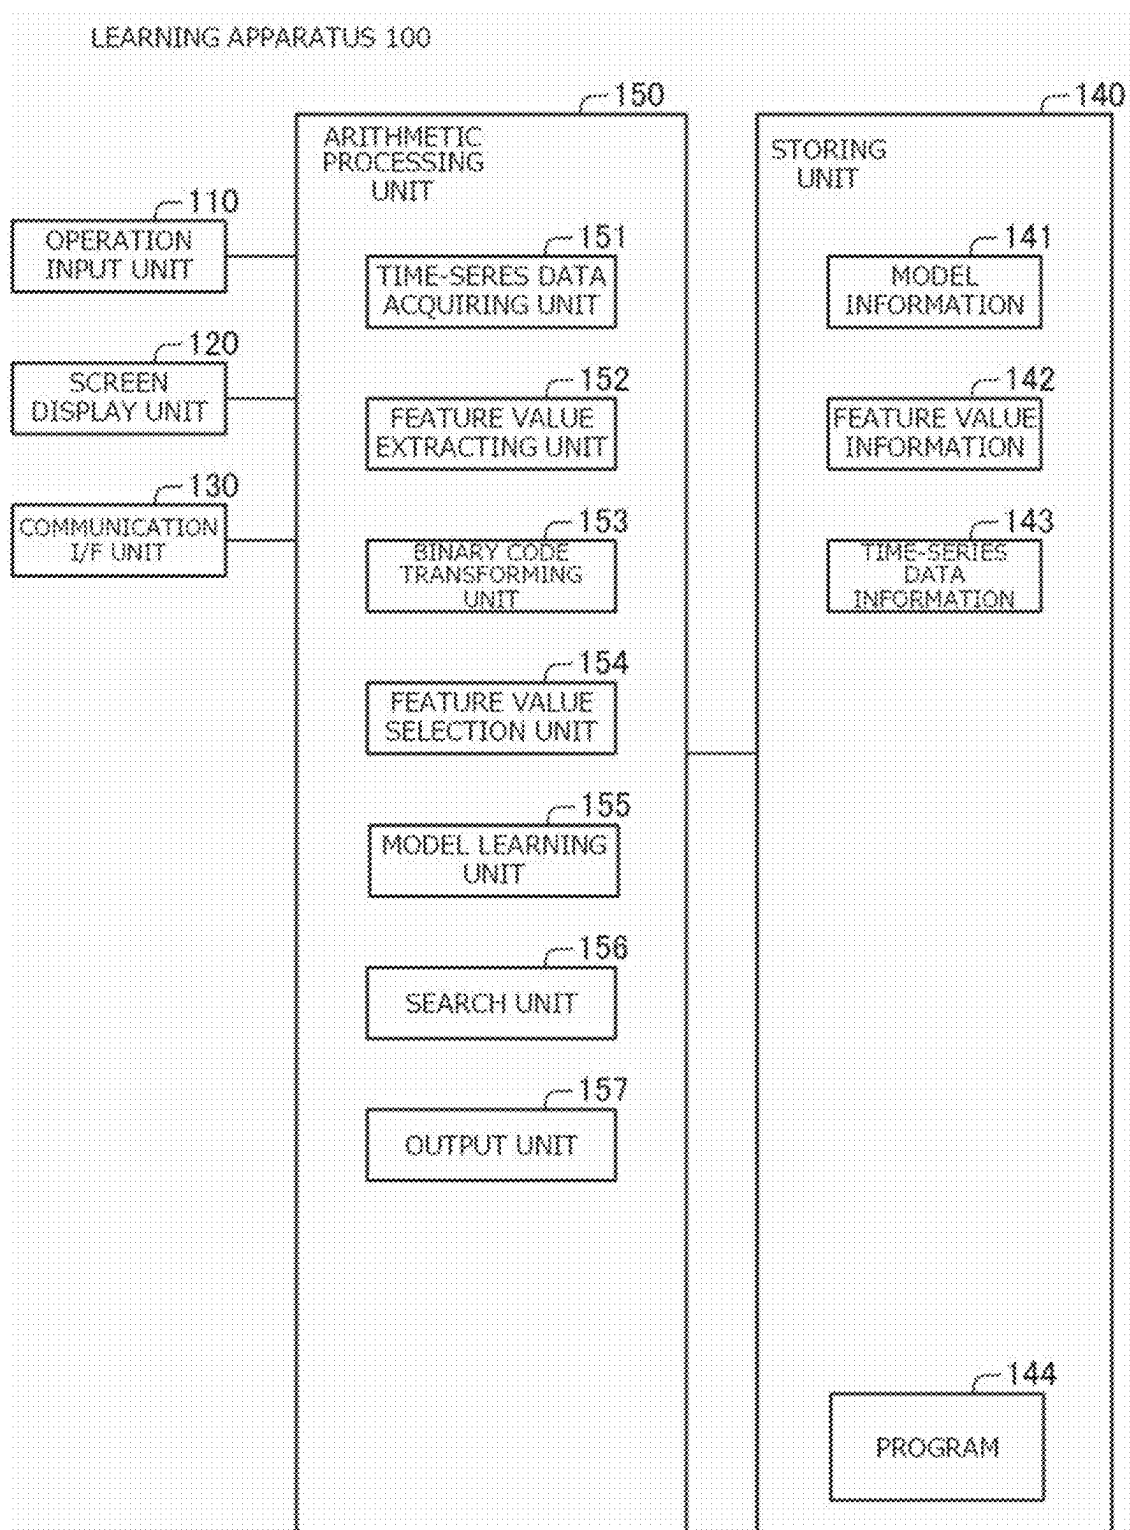 LEARNING APPARATUS 100
110
OPERATION
INPUT UNIT
120
SCREEN
DISPLAY UNIT
130
COMMUNICATION
I/F UNIT
150
ARITHMETIC
PROCESSING
UNIT
151
TIME-SERES DATA
ACQUIRING UNIT
152
FEATURE VALUE
EXTRACTING UNIT
153
BINARY CODE
TRANSFORMING
UNIT
154
FEATURE VALUE
SELECTION UNIT
155
MODEL LEARNING
UNIT
156
SEARCH UNIT
157
OUTPUT UNIT
140
STORING
UNIT
141
MODEL
INFORMATION
142
FEATURE VALUE
INFORMATION
143
TIME-SERIES
DATA
INFORMATION
144
PROGRAM